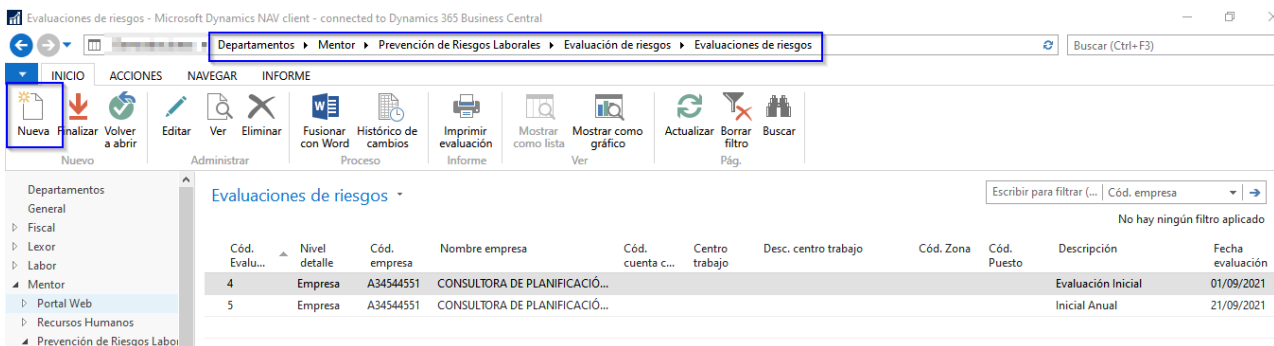 Evaluaciones de riesgos - Microsoft Dynamics NAV client - connected to Dynamics 365 Business Central
Departamentos ▸ Mentor ▸ Prevención de Riesgos Laborales ▸ Evaluación de riesgos ▸ Evaluaciones de riesgos
Buscar (Ctrl+F3)
INICIO ACCIONES NAVEGAR INFORME
Nueva Finalizar Volver a abrir Editar Ver Eliminar Fusionar con Word Histórico de cambios Imprimir evaluación Mostrar como lista Mostrar como gráfico Actualizar Borrar filtro Buscar
Nuevo Administrar Proceso Informe Ver Pág.
Departamentos
General
Fiscal
Lexor
Labor
Mentor
Portal Web
Recursos Humanos
Prevención de Riesgos Labor
Evaluaciones de riesgos
Escribir para filtrar (... Cód. empresa
No hay ningún filtro aplicado
Cód. Evalu... Nivel detalle Cód. empresa Nombre empresa Cód. cuenta c... Centro trabajo Desc. centro trabajo Cód. Zona Cód. Puesto Descripción Fecha evaluación
4 Empresa A34544551 CONSULTORA DE PLANIFICACIÓ... Evaluación Inicial 01/09/2021
5 Empresa A34544551 CONSULTORA DE PLANIFICACIÓ... Inicial Anual 21/09/2021